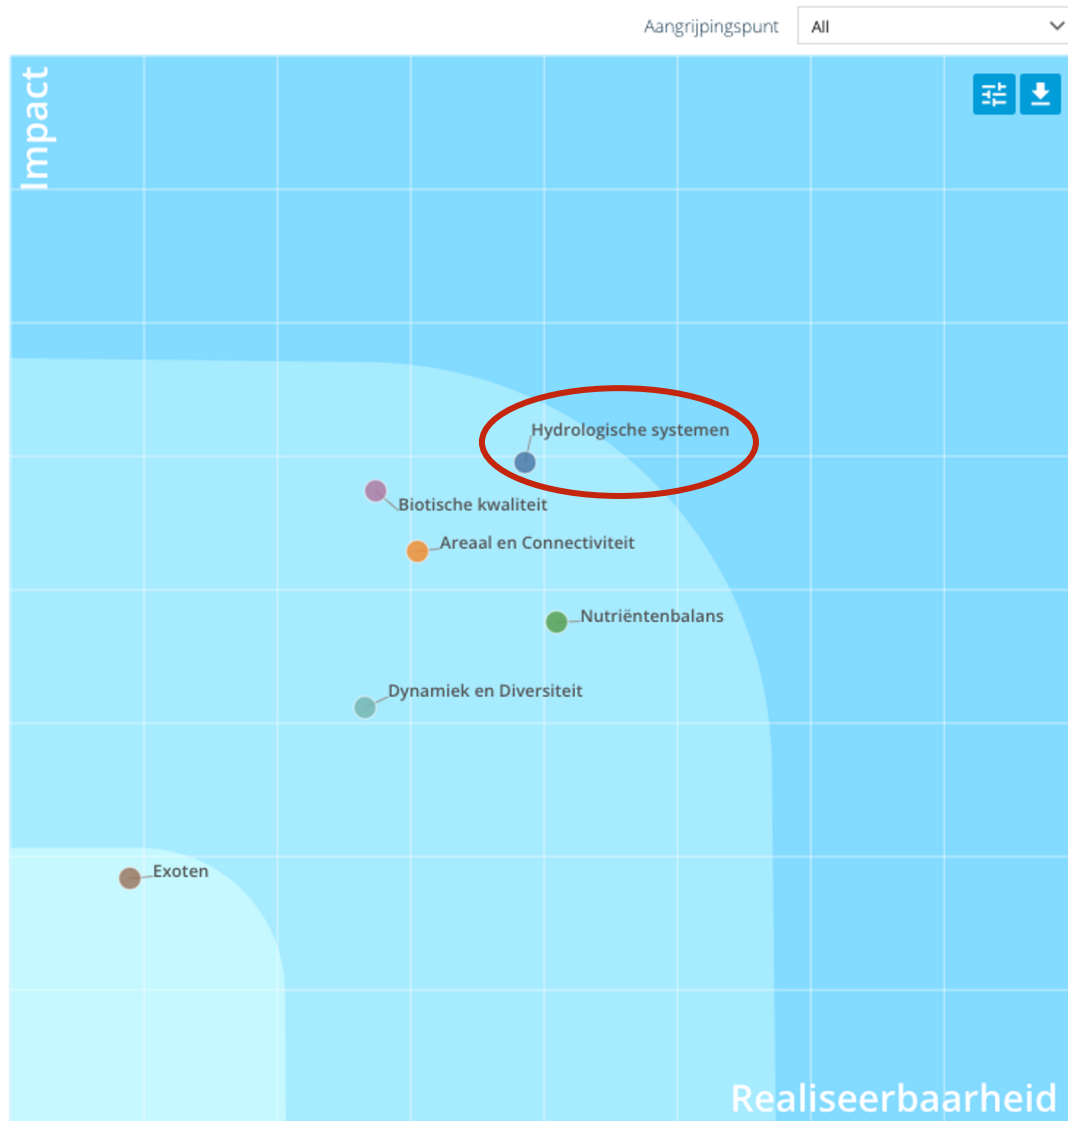 Aangrijpingspunt All
Impact
Hydrologische systemen
Biotische kwaliteit
Areaal en Connectiviteit
Nutriëntenbalans
Dynamiek en Diversiteit
Exoten
Realiseerbaarheid